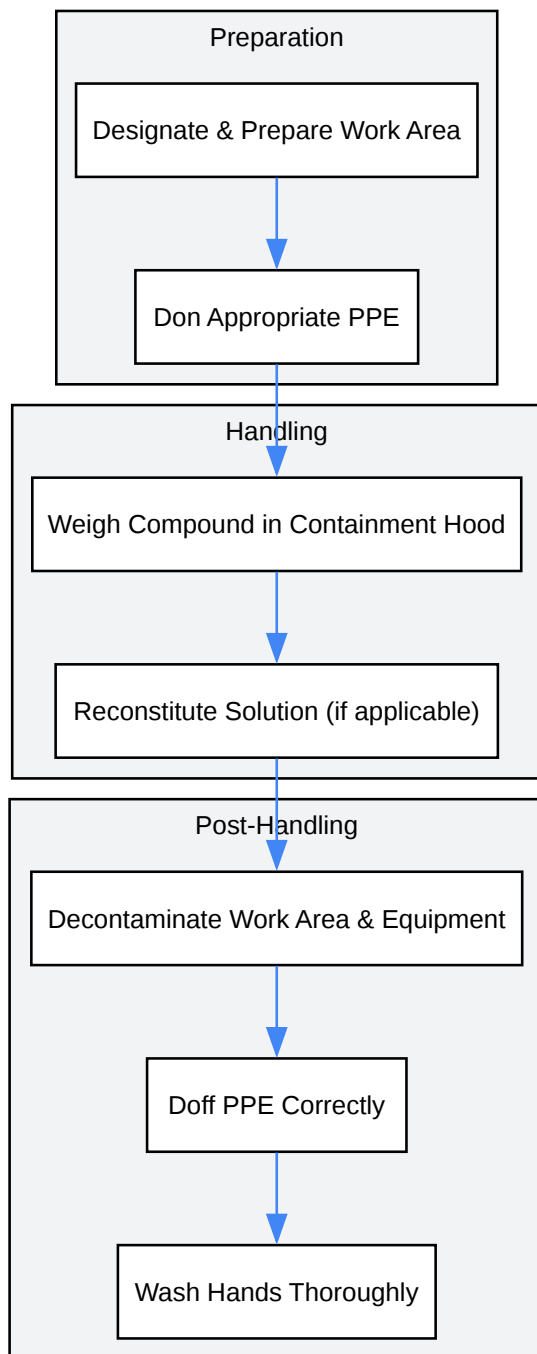 Preparation
Designate & Prepare Work Area
Don Appropriate PPE
Handling
Weigh Compound in Containment Hood
Reconstitute Solution (if applicable)
Post-Handling
Decontaminate Work Area & Equipment
Doff PPE Correctly
Wash Hands Thoroughly